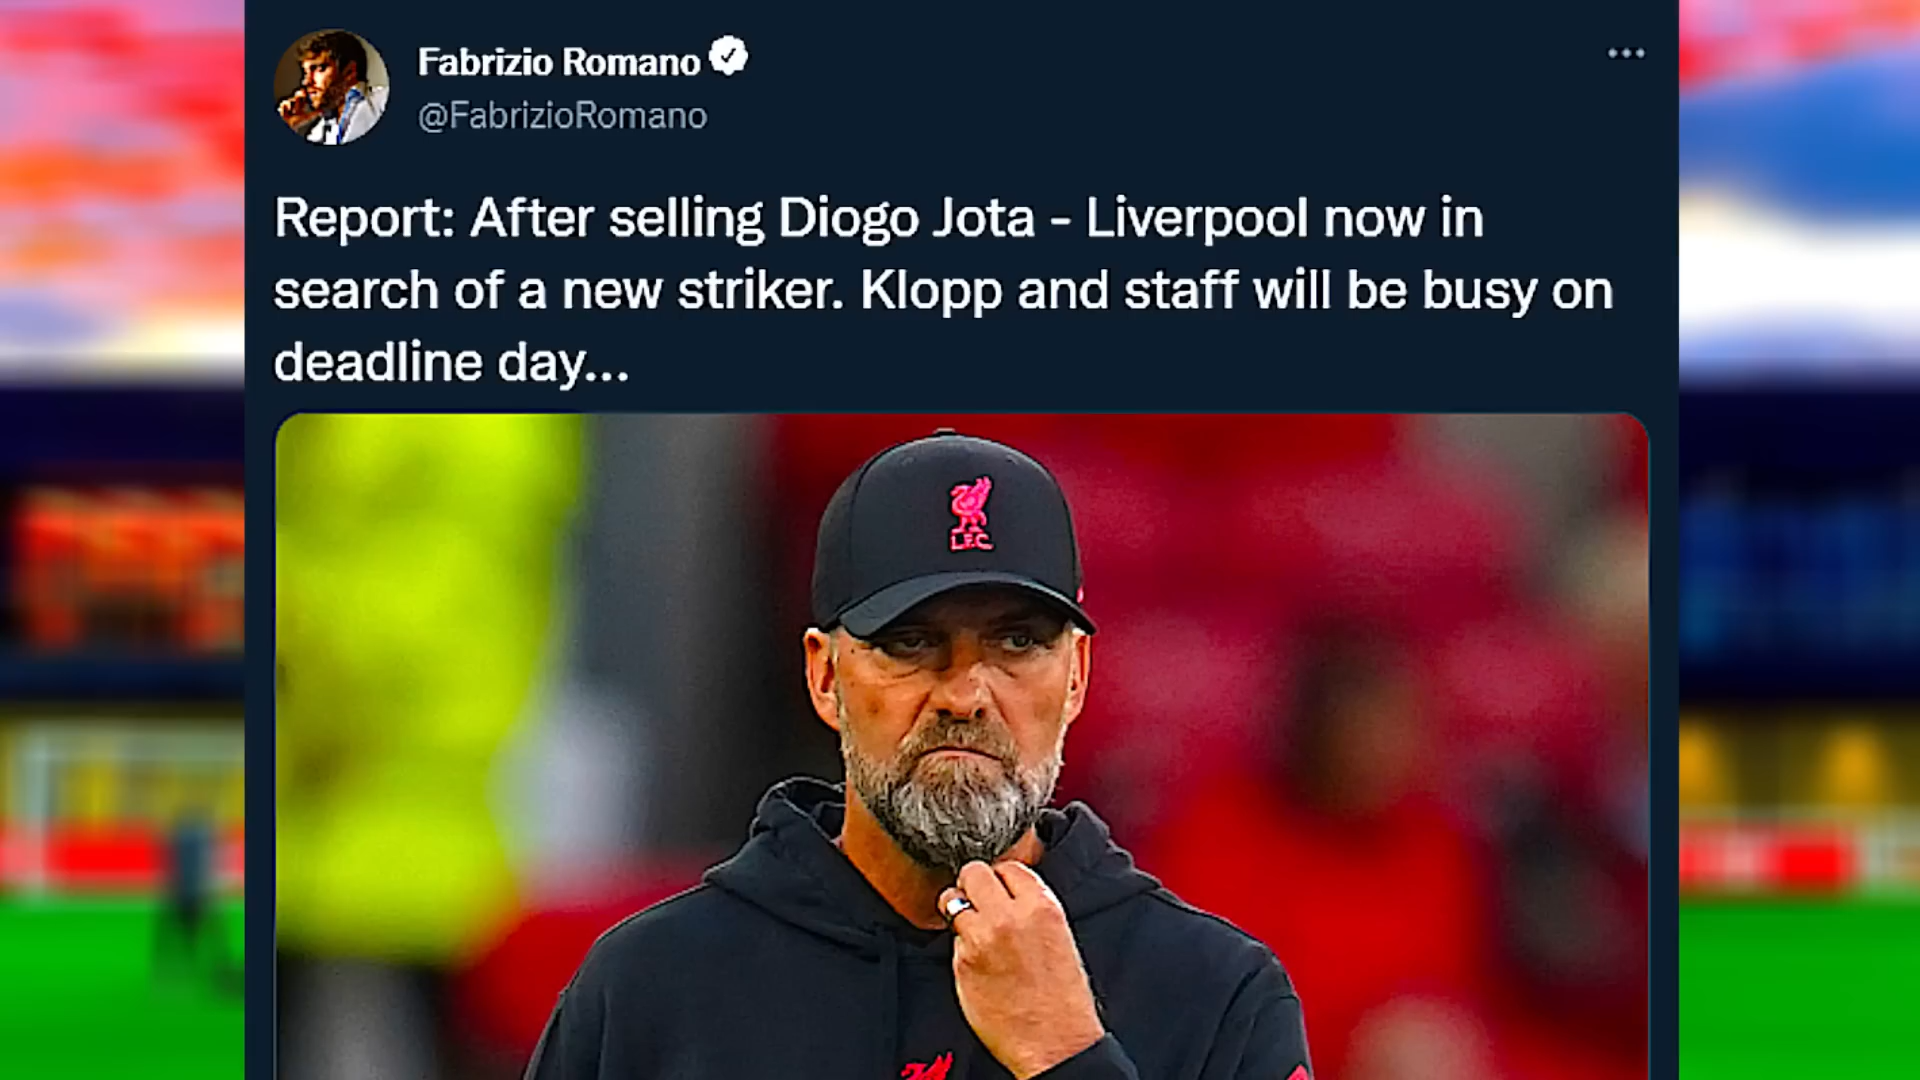 Fabrizio Romano
@FabrizioRomano
Report: After selling Diogo Jota - Liverpool now in
search of a new striker. Klopp and staff will be busy on
deadline day...
L.F.C.